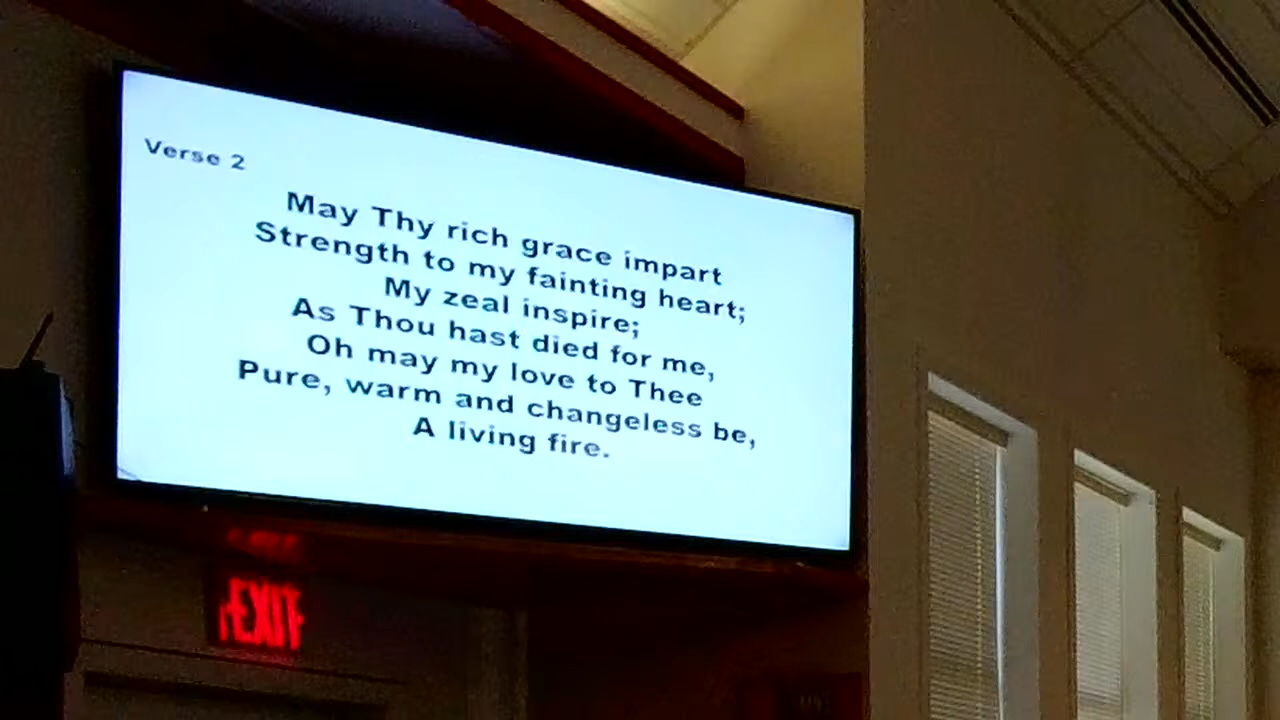 Verse 2
May Thy rich grace impart
Strength to my fainting heart;
My zeal inspire;
As Thou hast died for me,
Oh may my love to Thee
Pure, warm and changeless be,
A living fire.
EXIT